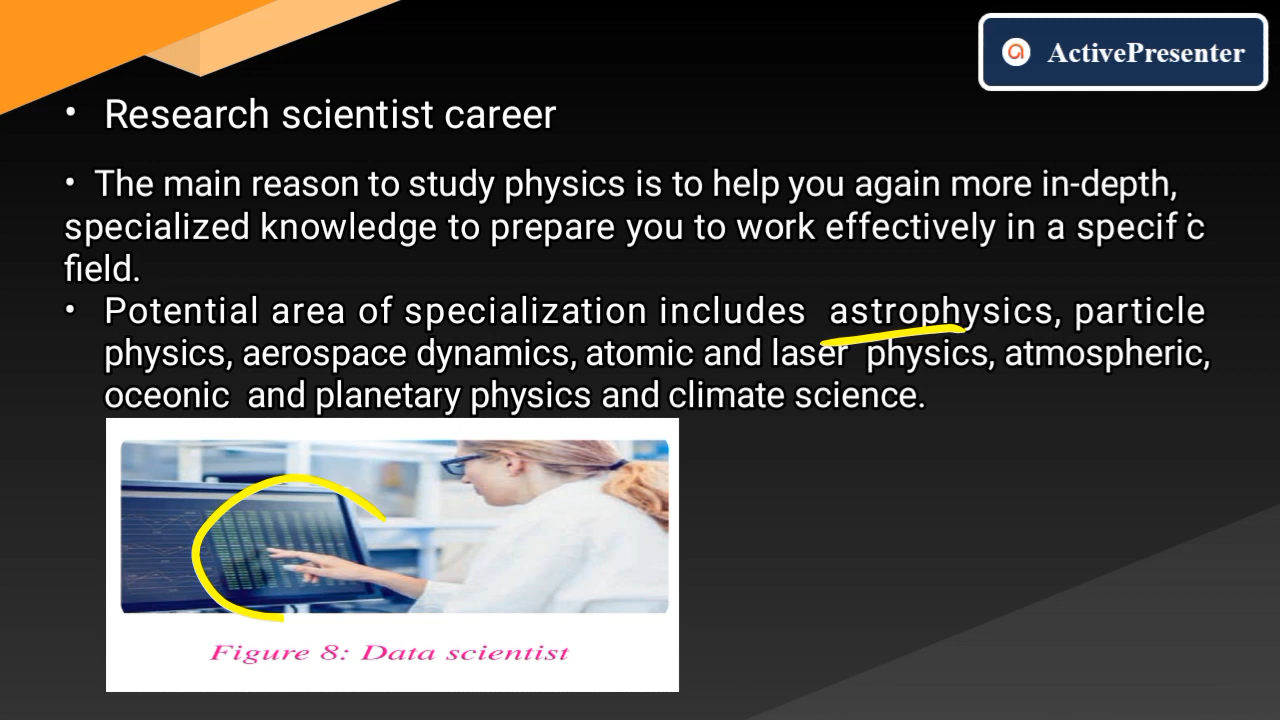 ActivePresenter
• Research scientist career
• The main reason to study physics is to help you again more in-depth,
specialized knowledge to prepare you to work effectively in a specific
field.
• Potential area of specialization includes astrophysics, particle
physics, aerospace dynamics, atomic and laser physics, atmospheric,
oceonic and planetary physics and climate science.
Figure 8: Data scientist